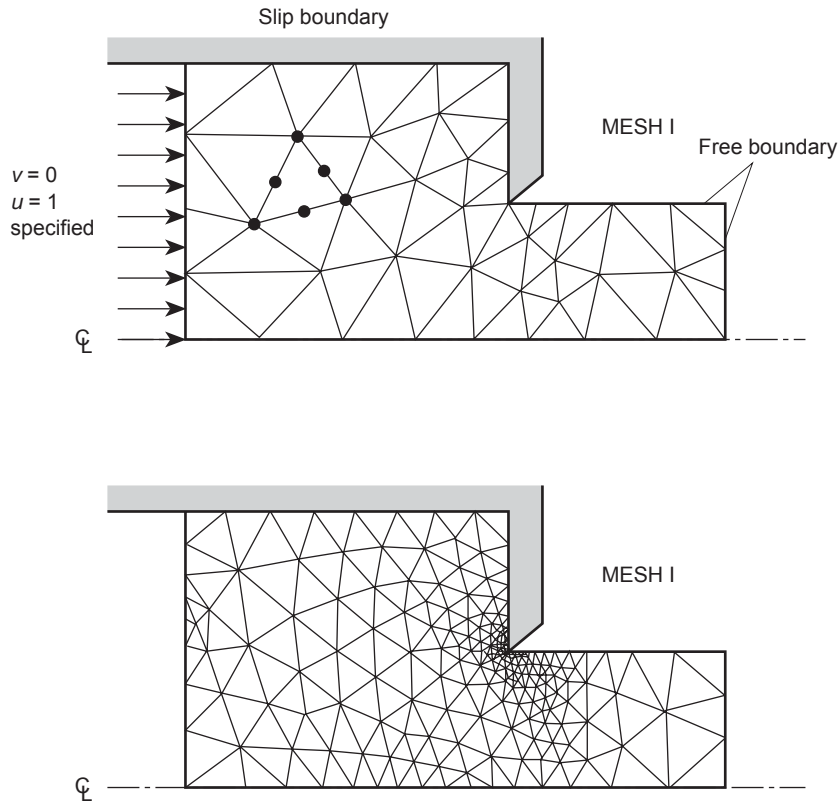 Slip boundary
MESH I
Free boundary
v = 0
u = 1
specified
℄
MESH I
℄